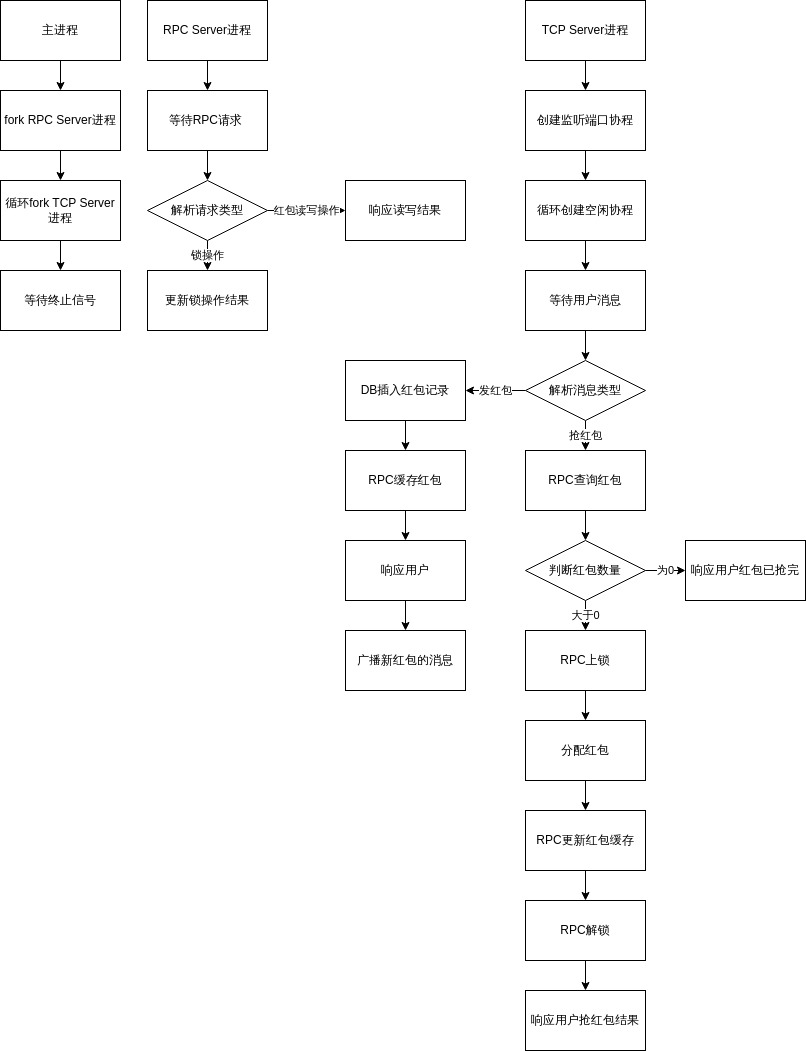 主进程
RPC Server进程
TCP Server进程
fork RPC Server进程
等待RPC请求
创建监听端口协程
循环fork TCP Server
进程
解析请求类型
红包读写操作
响应读写结果
循环创建空闲协程
锁操作
等待终止信号
更新锁操作结果
等待用户消息
DB插入红包记录
发红包
解析消息类型
抢红包
RPC缓存红包
RPC查询红包
响应用户
判断红包数量
为0
响应用户红包已抢完
大于0
广播新红包的消息
RPC上锁
分配红包
RPC更新红包缓存
RPC解锁
响应用户抢红包结果